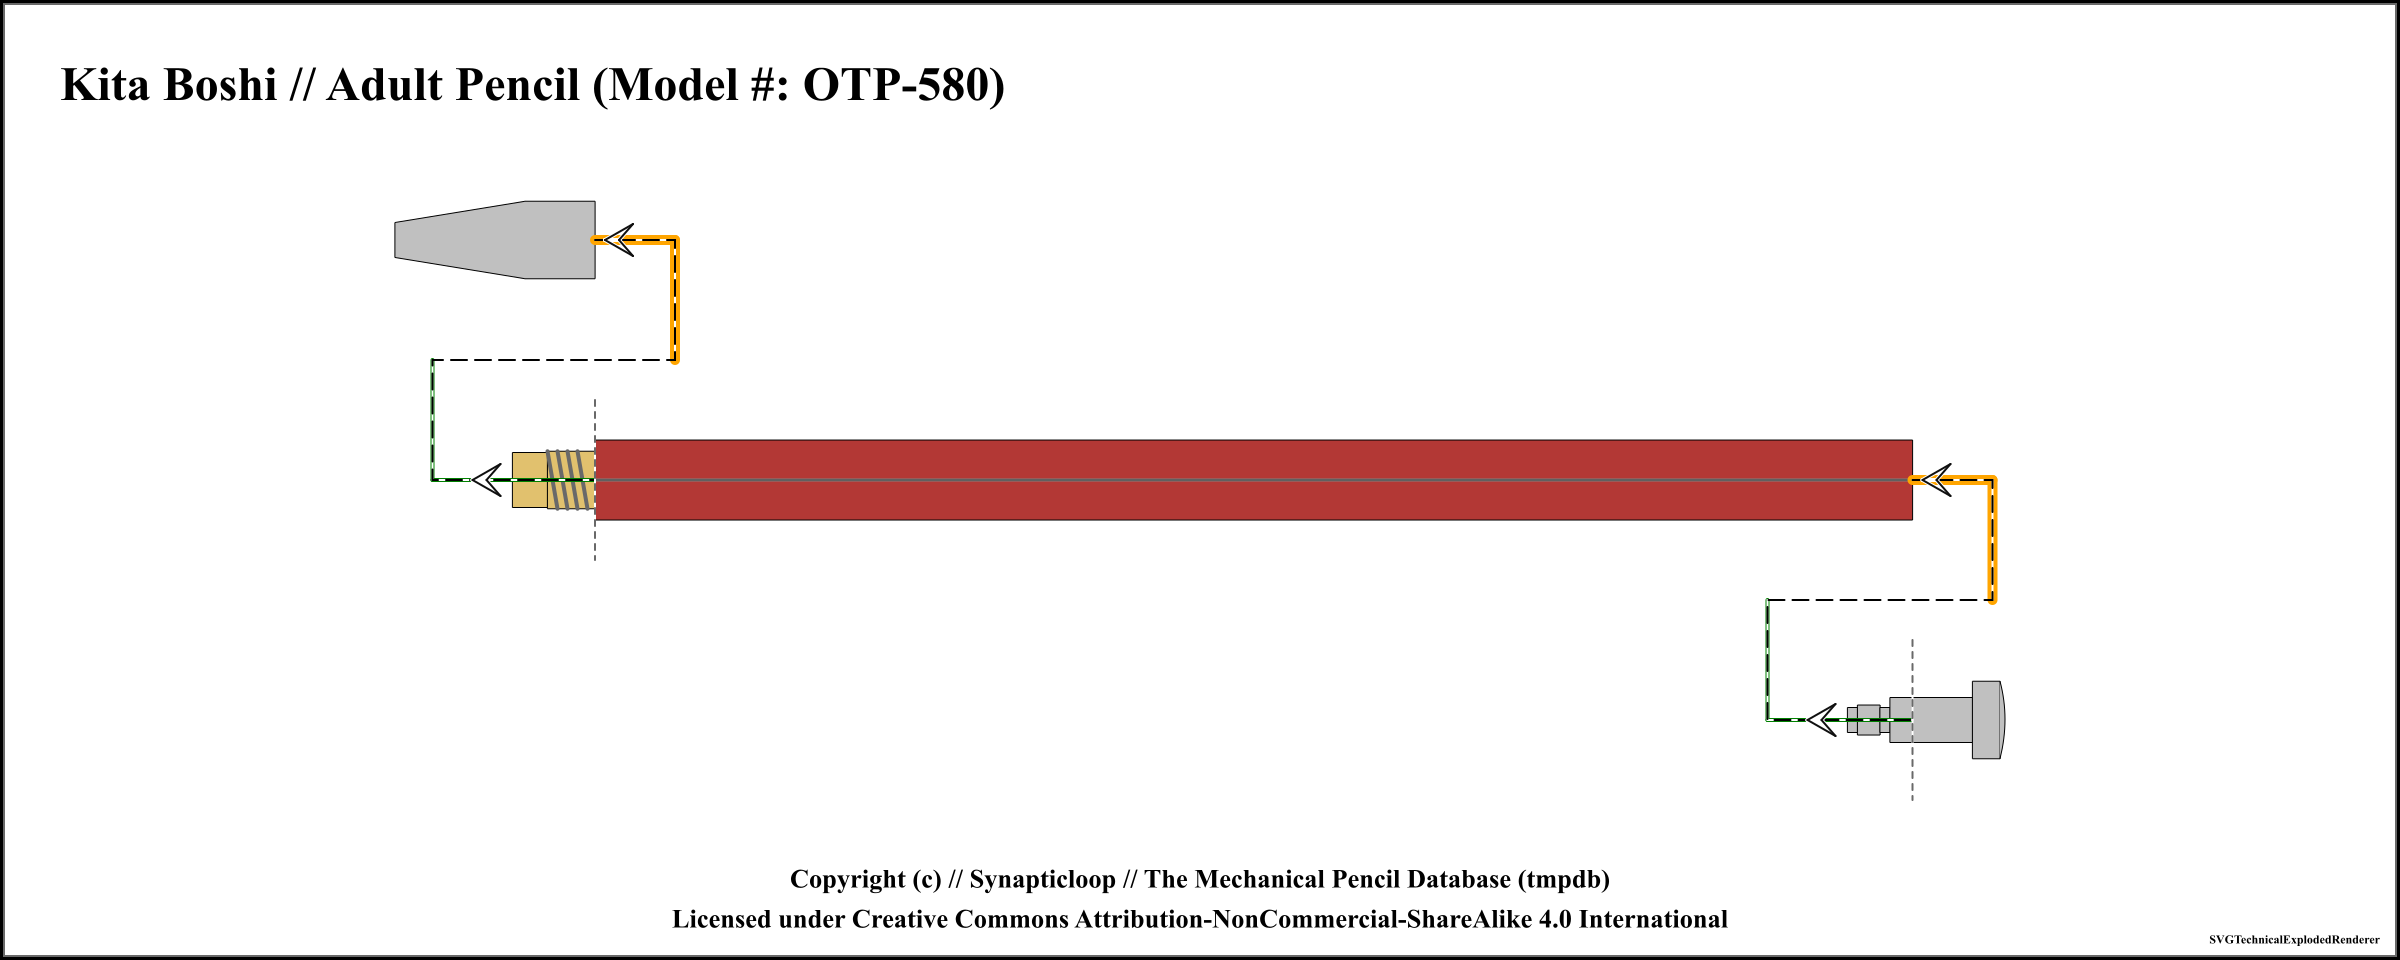 Kita Boshi // Adult Pencil (Model #: OTP-580)
Copyright (c) // Synapticloop // The Mechanical Pencil Database (tmpdb)
Licensed under Creative Commons Attribution-NonCommercial-ShareAlike 4.0 International
SVGTechnicalExplodedRenderer